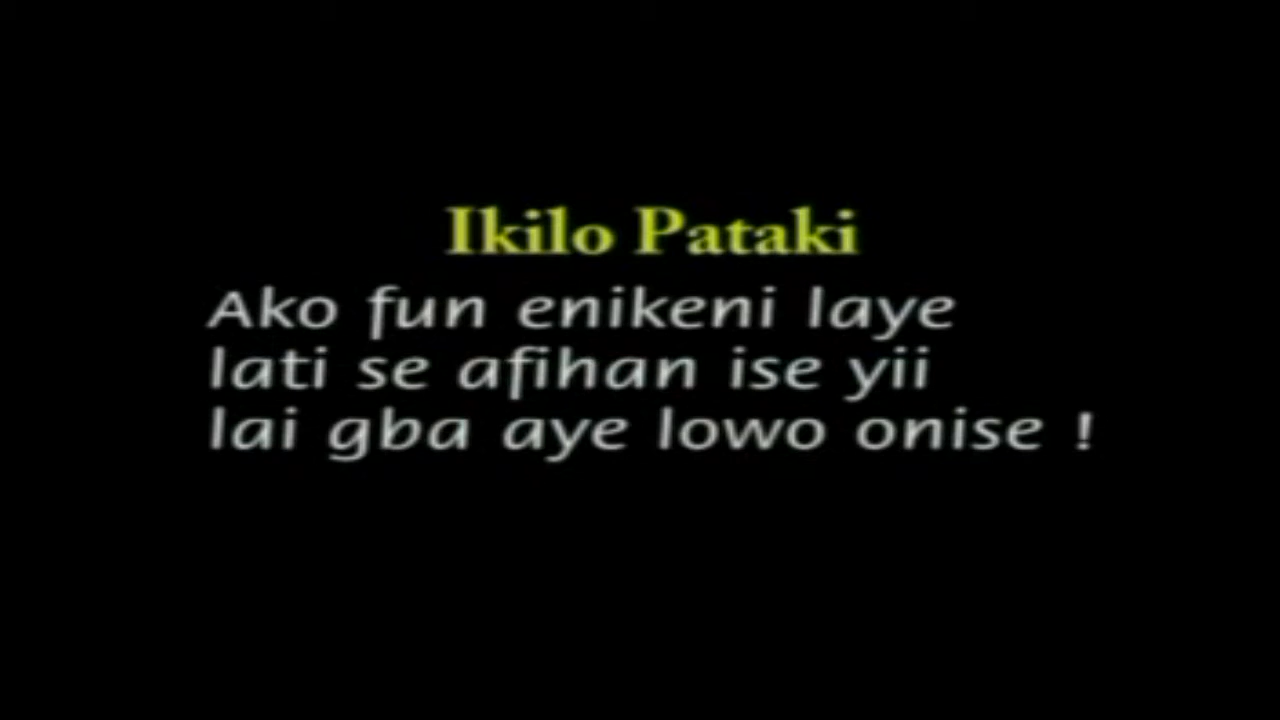 Ikilo Pataki
Ako fun enikeni laye
lati se afihan ise yii
lai gba aye lowo onise !